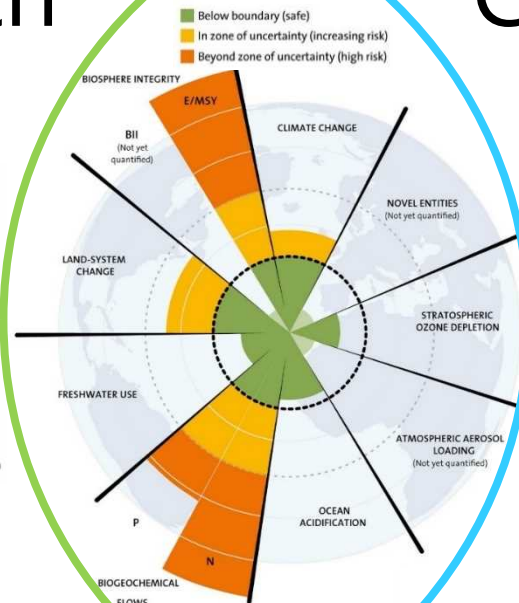 Below boundary (safe)
In zone of uncertainty (increasing risk)
Beyond zone of uncertainty (high risk)
BIOSPHERE INTEGRITY
E/MSY
CLIMATE CHANGE
BII
(Not yet
quantified)
NOVEL ENTITIES
(Not yet quantified)
LAND-SYSTEM
CHANGE
STRATOSPHERIC
OZONE DEPLETION
FRESHWATER USE
ATMOSPHERIC AEROSOL
LOADING
(Not yet quantified)
OCEAN
ACIDIFICATION
P
N
BIOGEOCHEMICAL
FLOWS